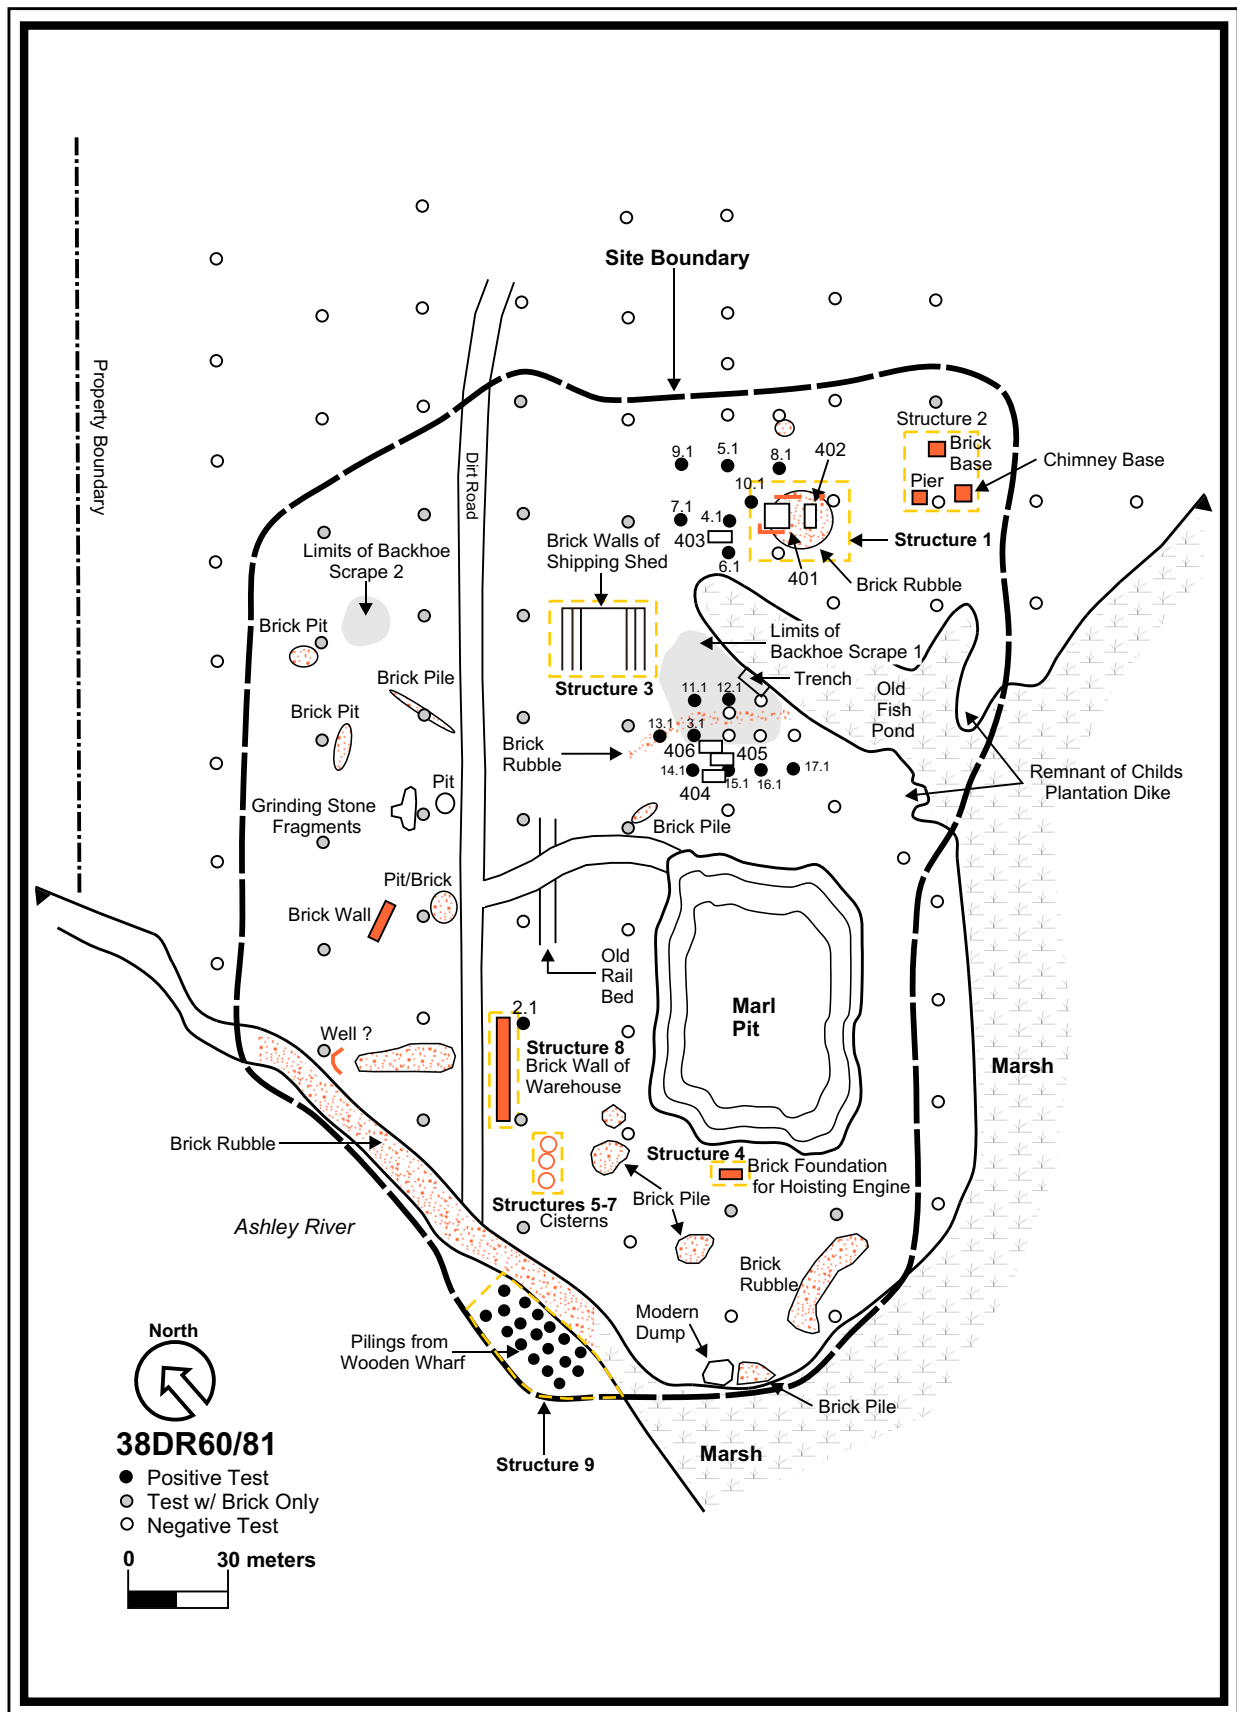 Site Boundary
Property Boundary
Dirt Road
Structure 2
Brick
Base
Pier
Chimney Base
9.1
5.1
8.1
402
10.1
7.1
4.1
403
6.1
401
Structure 1
Brick Rubble
Brick Walls of
Shipping Shed
Limits of Backhoe
Scrape 2
Brick Pit
Structure 3
Limits of
Backhoe Scrape 1
Trench
Old
Fish
Pond
Brick Pile
Brick Pit
11.1
12.1
13.1
3.1
Brick
Rubble
406
405
14.1
15.1
16.1
17.1
404
Remnant of Childs
Plantation Dike
Grinding Stone
Fragments
Pit
Brick Pile
Pit/Brick
Brick Wall
Old
Rail
Bed
Marl
Pit
2.1
Structure 8
Brick Wall of
Warehouse
Well ?
Marsh
Brick Rubble
Structure 4
Brick Foundation
for Hoisting Engine
Brick Pile
Structures 5-7
Cisterns
Ashley River
Brick
Rubble
Modern
Dump
Pilings from
Wooden Wharf
Brick Pile
Marsh
Structure 9
North
38DR60/81
Positive Test
Test w/ Brick Only
Negative Test
0 30 meters